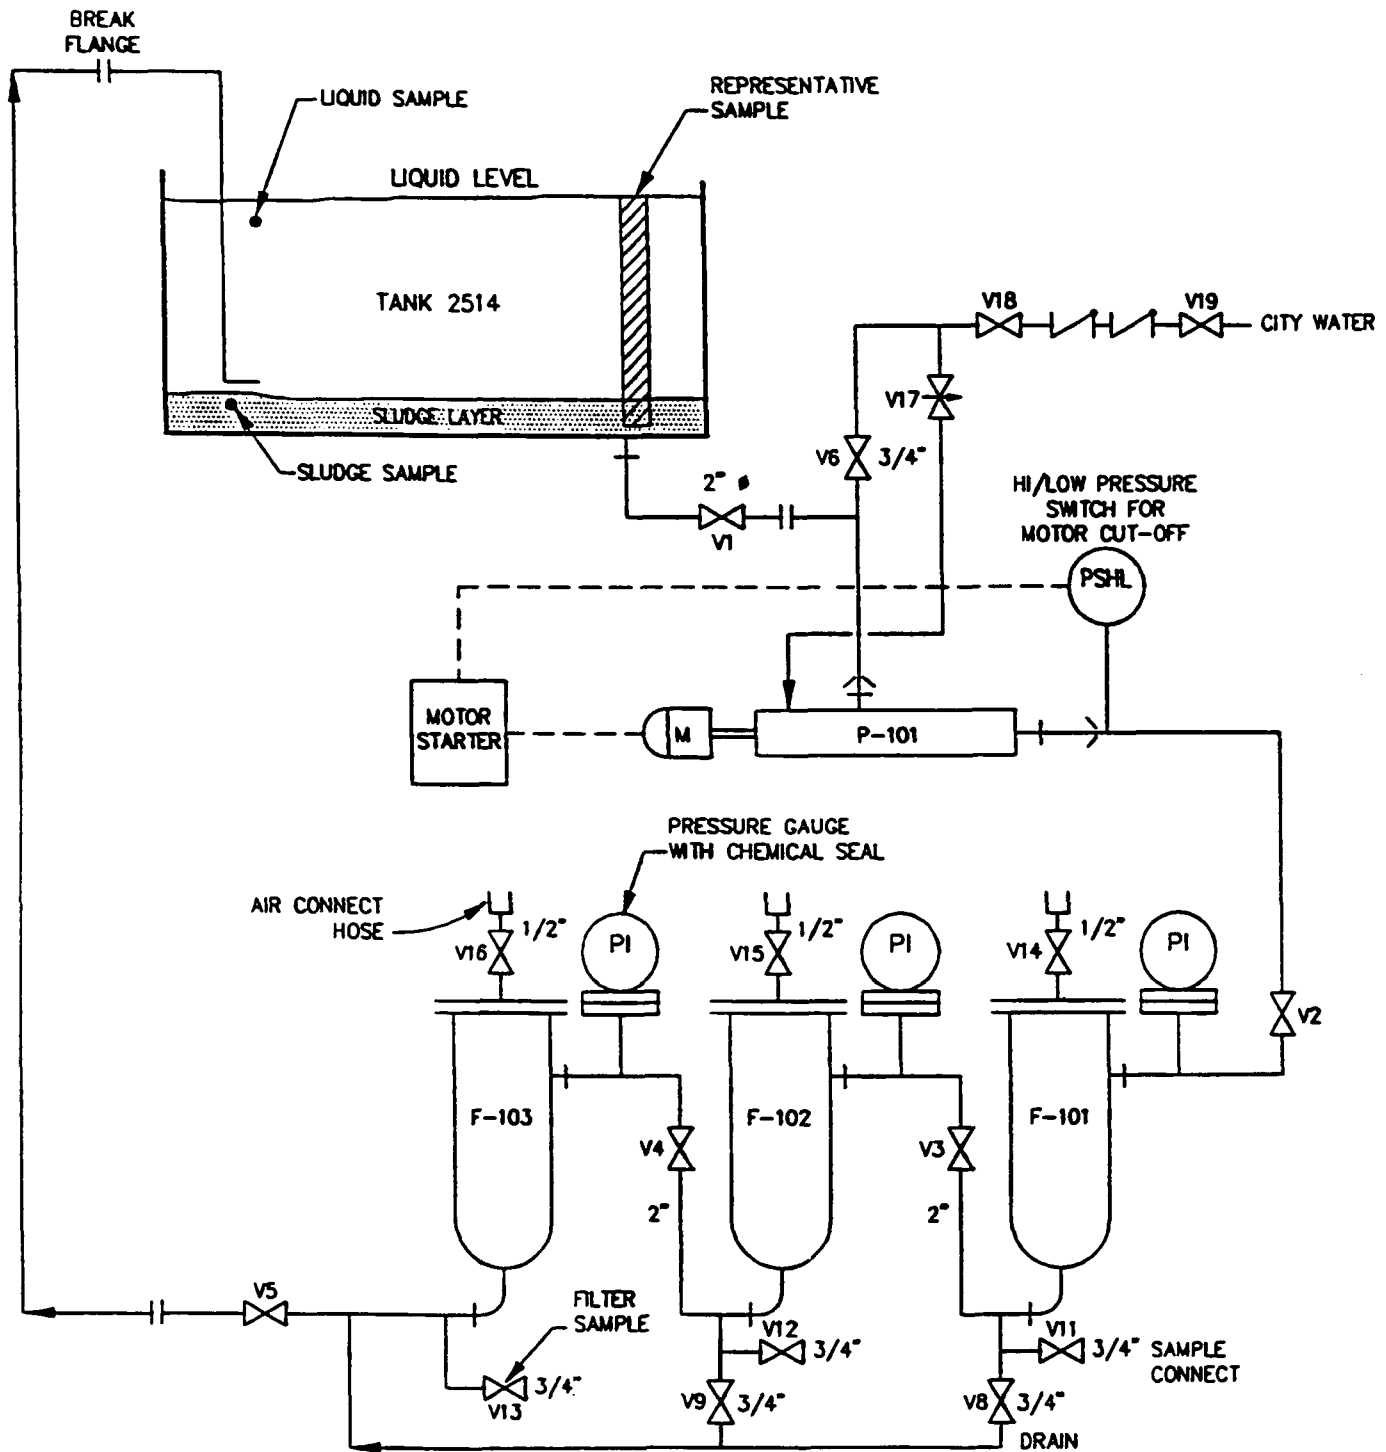 BREAK
FLANGE
LIQUID SAMPLE
REPRESENTATIVE
SAMPLE
LIQUID LEVEL
TANK 2514
SLUDGE LAYER
SLUDGE SAMPLE
V18
V19
CITY WATER
V17
V6
3/4"
2"
V1
HI/LOW PRESSURE
SWITCH FOR
MOTOR CUT-OFF
PSHL
MOTOR
STARTER
M
P-101
PRESSURE GAUGE
WITH CHEMICAL SEAL
AIR CONNECT
HOSE
V16
1/2"
PI
V15
1/2"
PI
V14
1/2"
PI
V2
F-103
V4
2"
F-102
V3
2"
F-101
V5
FILTER
SAMPLE
V13
3/4"
V12
3/4"
V9
3/4"
V11
3/4"
SAMPLE
CONNECT
V8
3/4"
DRAIN